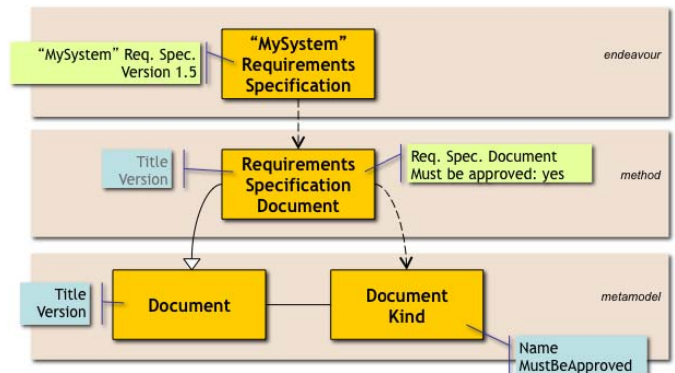 “MySystem” Req. Spec.
Version 1.5
“MySystem”
Requirements
Specification
endeavour
Title
Version
Requirements
Specification
Document
Req. Spec. Document
Must be approved: yes
method
Title
Version
Document
Document
Kind
metamodel
Name
MustBeApproved